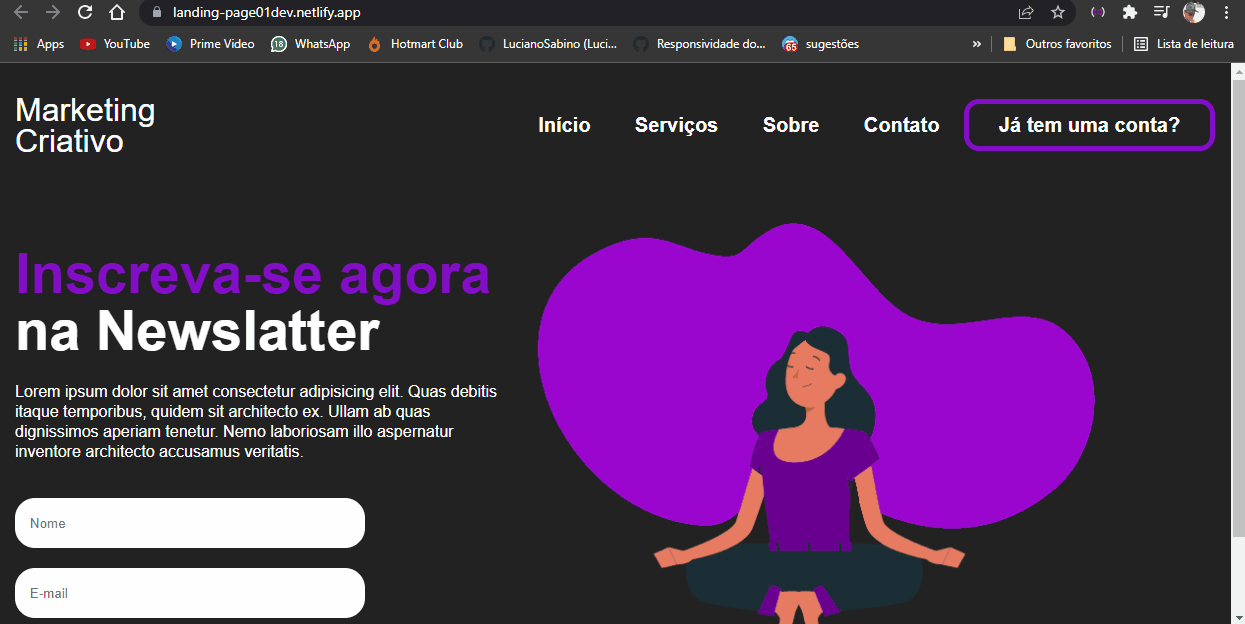 landing-page01dev.netlify.app
Apps YouTube Prime Video 18 WhatsApp Hotmart Club LucianoSabino (Luci... Responsividade do... 65 sugestões » Outros favoritos Lista de leitura
Marketing
Criativo
Início Serviços Sobre Contato Já tem uma conta?
Inscreva-se agora
na Newslatter
Lorem ipsum dolor sit amet consectetur adipisicing elit. Quas debitis
itaque temporibus, quidem sit architecto ex. Ullam ab quas
dignissimos aperiam tenetur. Nemo laboriosam illo aspernatur
inventore architecto accusamus veritatis.
Nome
E-mail